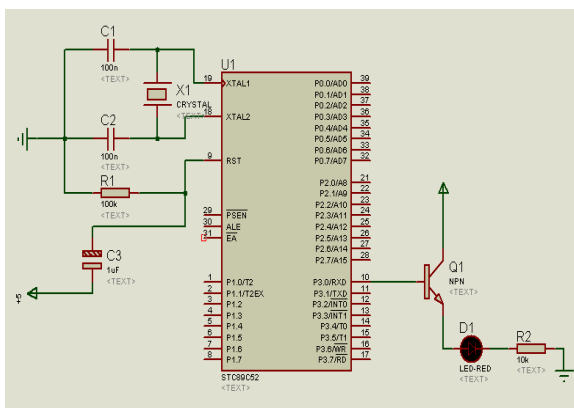 C1
100n
<TEXT>
X1
CRYSTAL
<TEXT>
C2
100n
<TEXT>
R1
100k
<TEXT>
C3
1uF
<TEXT>
+5
U1
19 XTAL1 P0.0/AD0 39
P0.1/AD1 38
P0.2/AD2 37
18 XTAL2 P0.3/AD3 36
P0.4/AD4 35
P0.5/AD5 34
P0.6/AD6 33
9 RST P0.7/AD7 32
P2.0/A8 21
P2.1/A9 22
P2.2/A10 23
29 PSEN P2.3/A11 24
30 ALE P2.4/A12 25
31 EA P2.5/A13 26
P2.6/A14 27
P2.7/A15 28
1 P1.0/T2 P3.0/RXD 10
2 P1.1/T2EX P3.1/TXD 11
3 P1.2 P3.2/INT0 12
4 P1.3 P3.3/INT1 13
5 P1.4 P3.4/T0 14
6 P1.5 P3.5/T1 15
7 P1.6 P3.6/WR 16
8 P1.7 P3.7/RD 17
STC89C52
<TEXT>
Q1
NPN
<TEXT>
D1
LED-RED
<TEXT>
R2
10k
<TEXT>